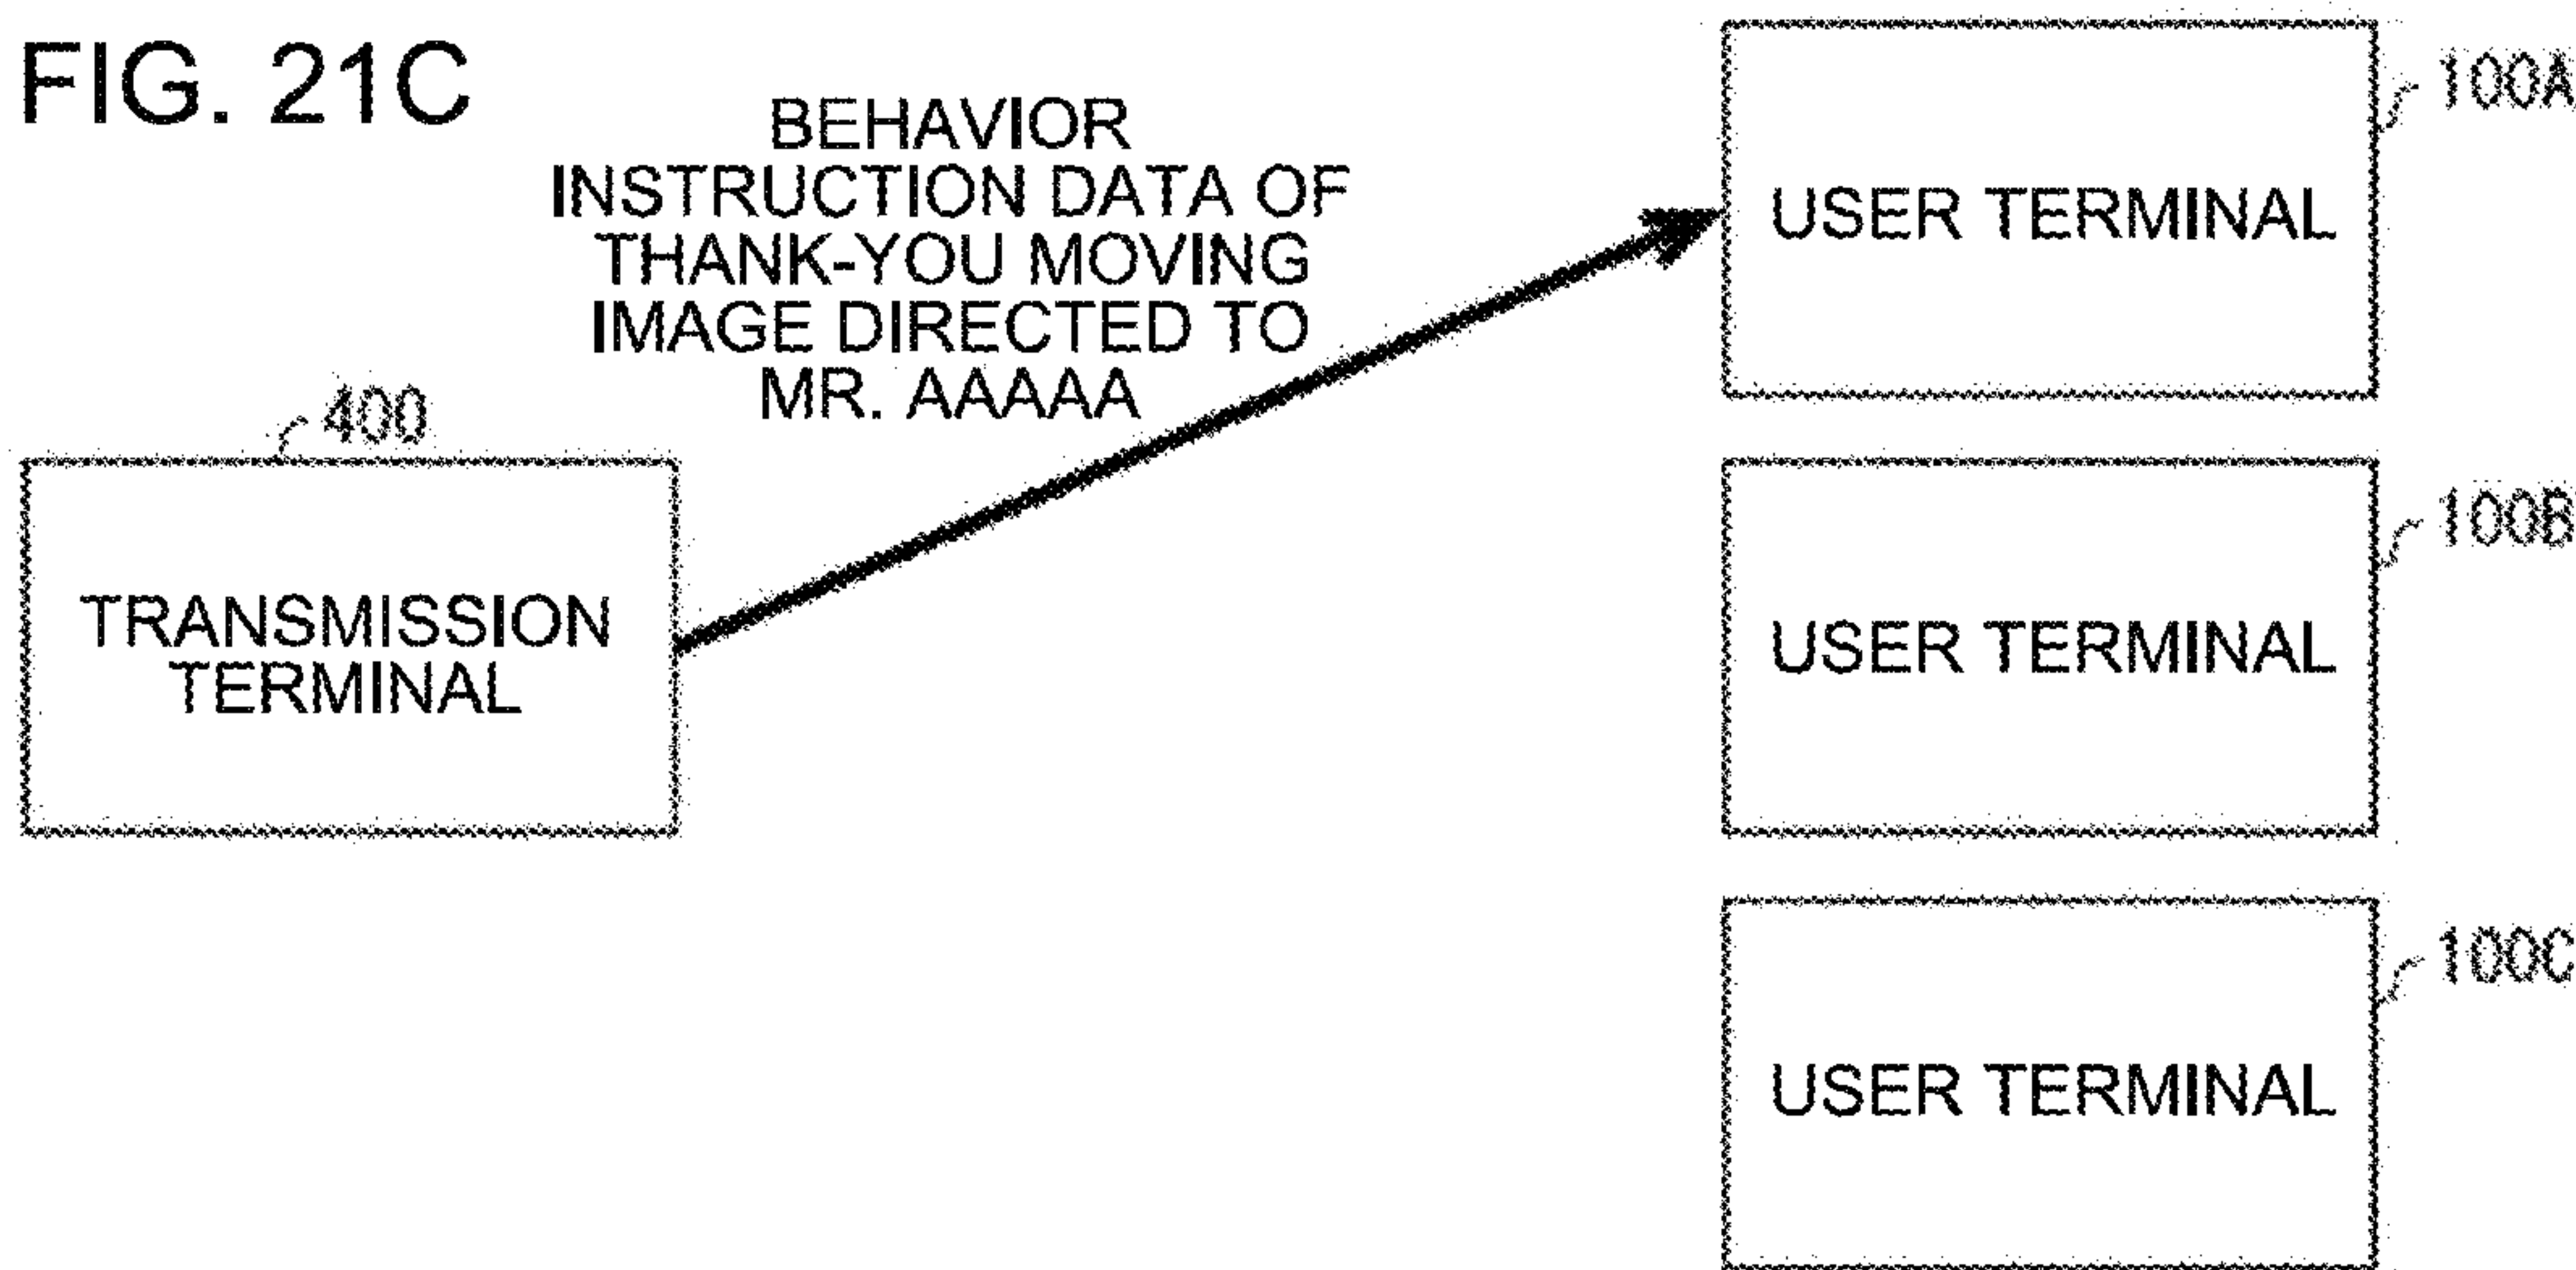 FIG. 21C
BEHAVIOR
INSTRUCTION DATA OF
THANK-YOU MOVING
IMAGE DIRECTED TO
MR. AAAAA
400
TRANSMISSION
TERMINAL
100A
USER TERMINAL
100B
USER TERMINAL
100C
USER TERMINAL